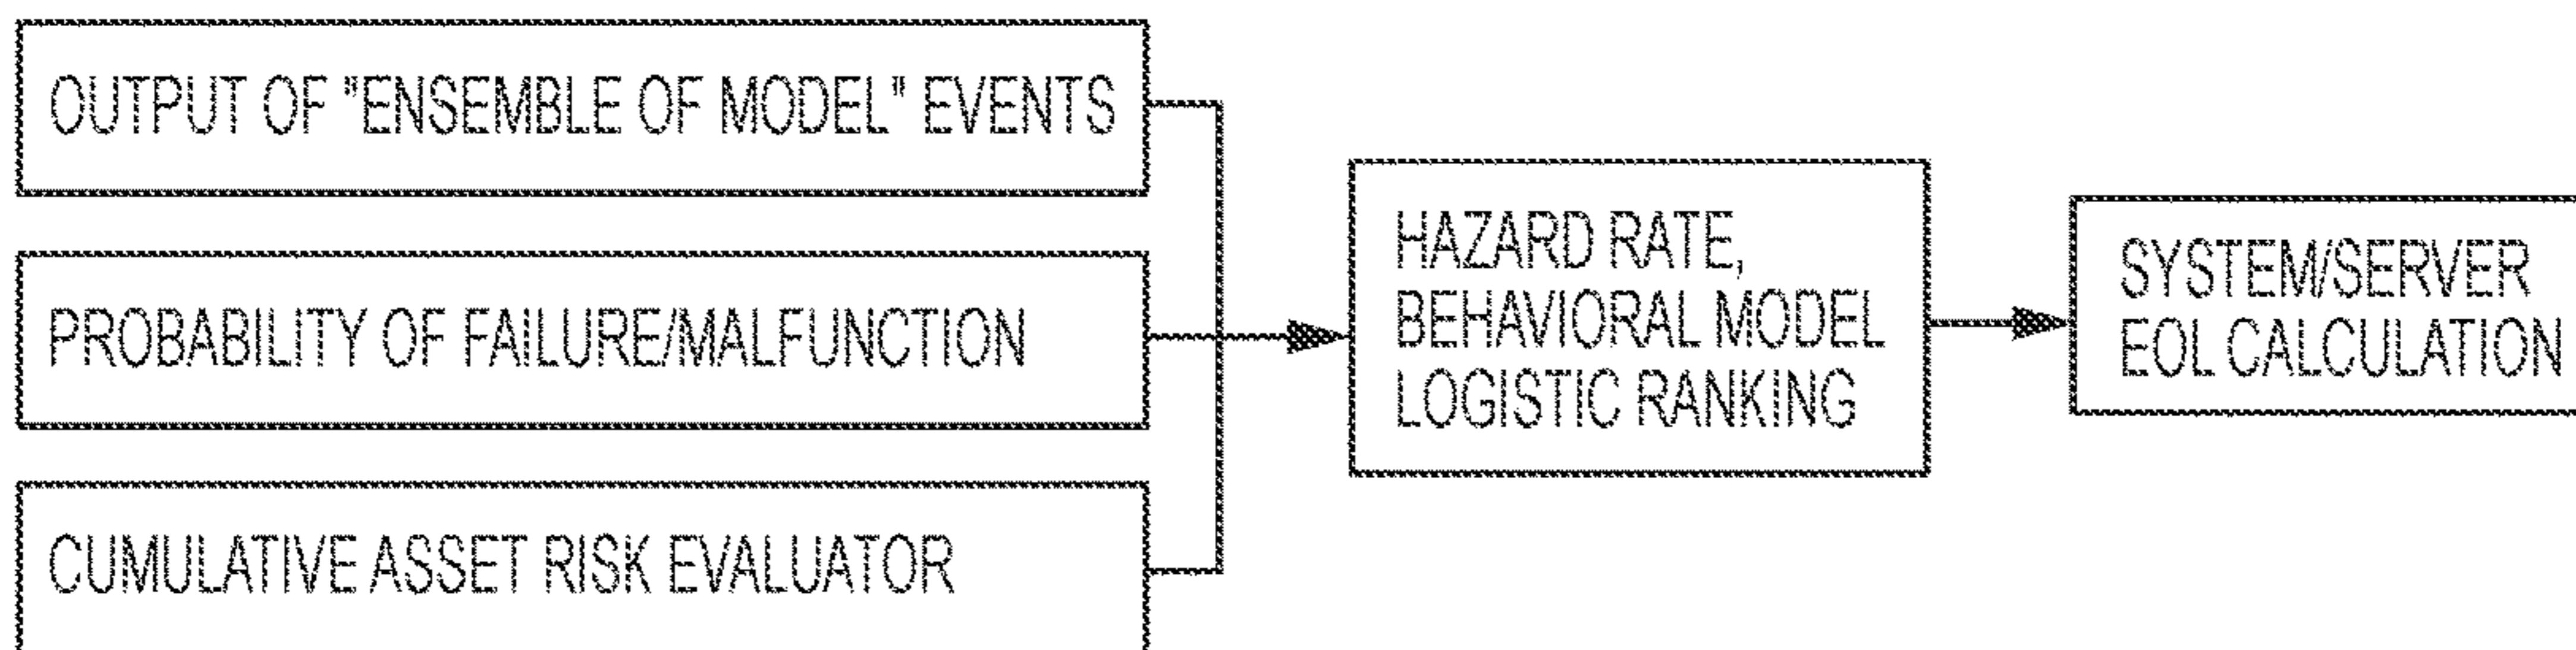 OUTPUT OF "ENSEMBLE OF MODEL" EVENTS
PROBABILITY OF FAILURE/MALFUNCTION
CUMULATIVE ASSET RISK EVALUATOR
HAZARD RATE,
BEHAVIORAL MODEL
LOGISTIC RANKING
SYSTEM/SERVER
EOL CALCULATION